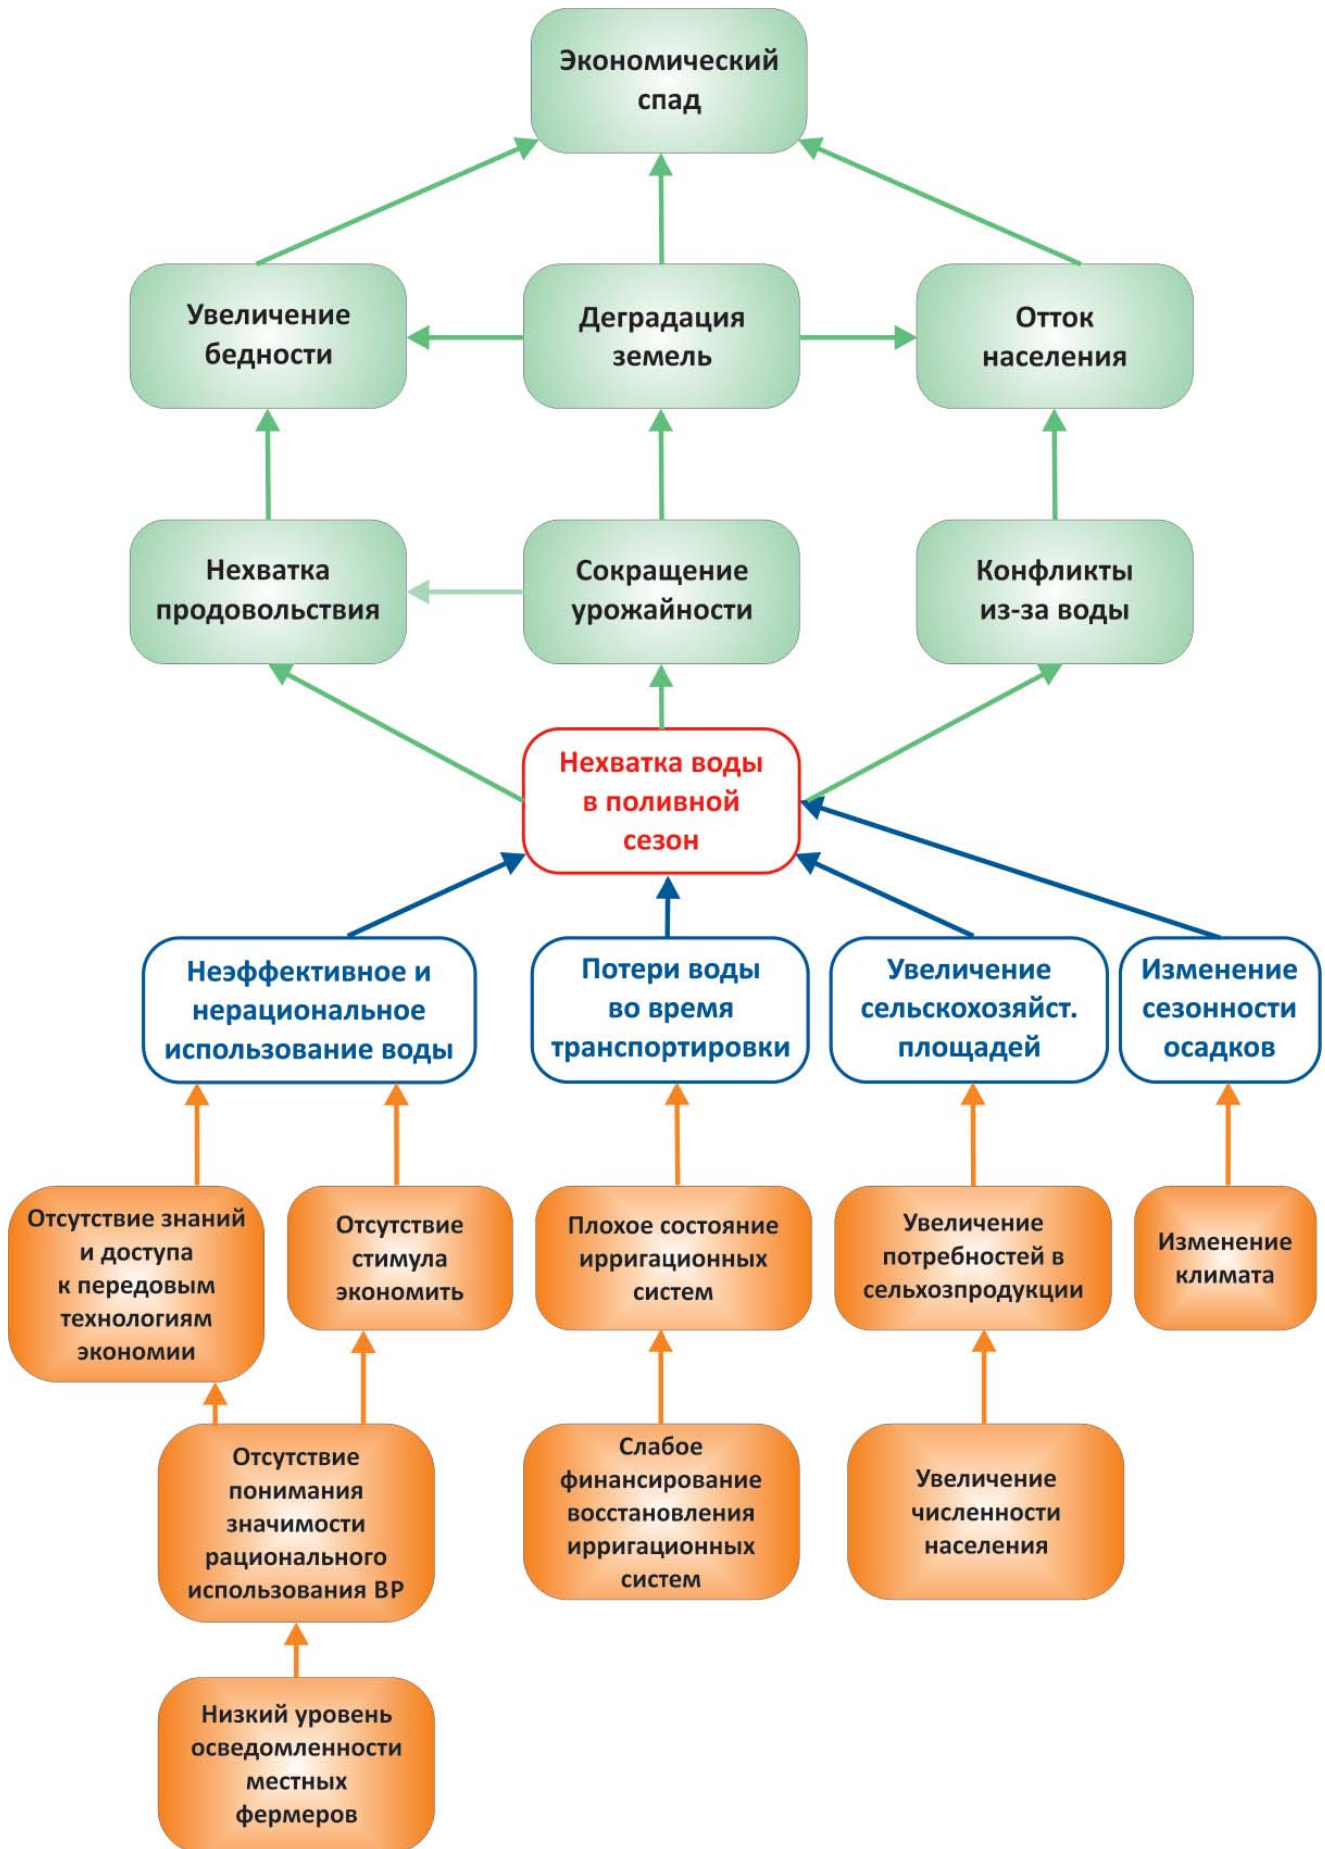 Экономический
спад
Увеличение
бедности
Деградация
земель
Отток
населения
Нехватка
продовольствия
Сокращение
урожайности
Конфликты
из-за воды
Нехватка воды
в поливной
сезон
Неэффективное и
нерациональное
использование воды
Потери воды
во время
транспортировки
Увеличение
сельскохозяйст.
площадей
Изменение
сезонности
осадков
Отсутствие знаний
и доступа
к передовым
технологиям
экономии
Отсутствие
стимула
экономить
Плохое состояние
ирригационных
систем
Увеличение
потребностей в
сельхозпродукции
Изменение
климата
Отсутствие
понимания
значимости
рационального
использования ВР
Слабое
финансирование
восстановления
ирригационных
систем
Увеличение
численности
населения
Низкий уровень
осведомленности
местных
фермеров